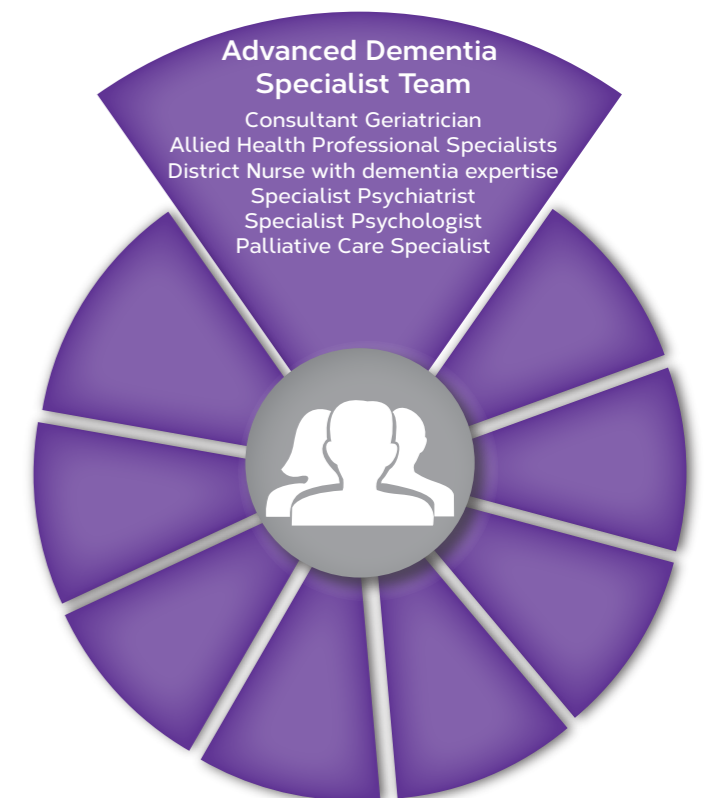 Advanced Dementia
Specialist Team
Consultant Geriatrician
Allied Health Professional Specialists
District Nurse with dementia expertise
Specialist Psychiatrist
Specialist Psychologist
Palliative Care Specialist